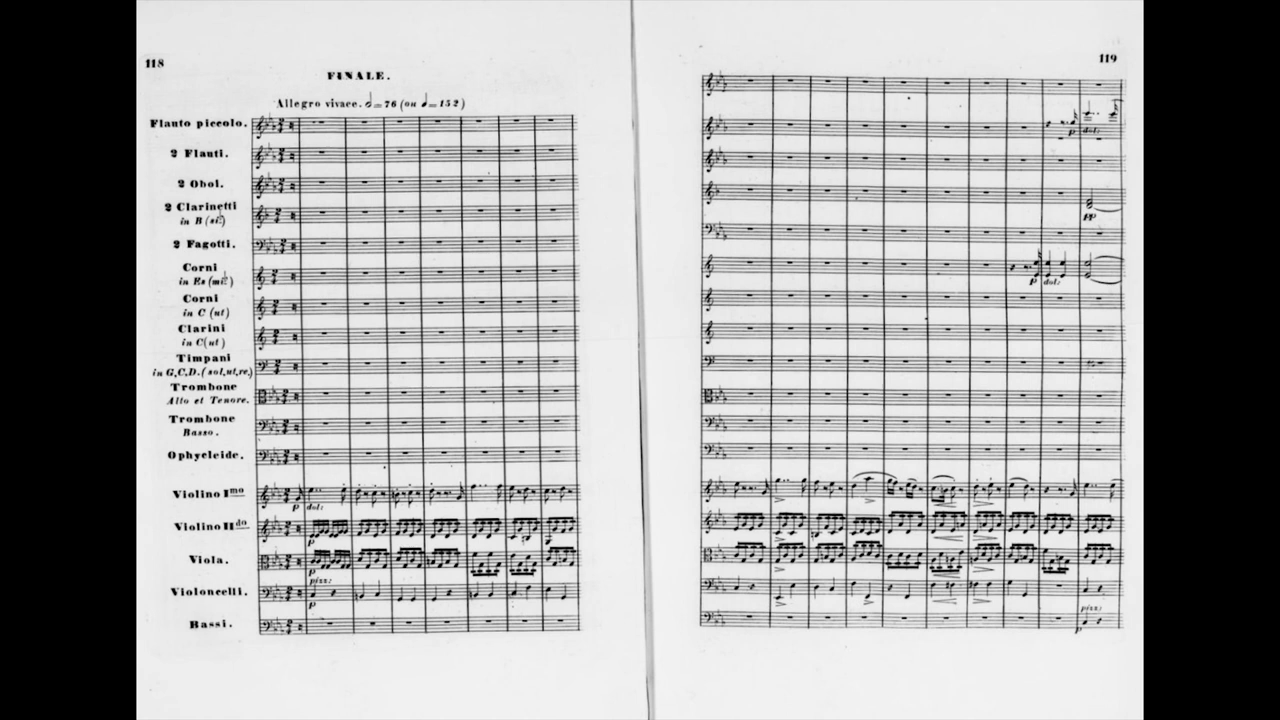 118
FINALE.
Allegro vivace. 𝅗𝅥=76 (ou ♩=152)
Flauto piccolo.
2 Flauti.
2 Oboi.
2 Clarinetti
in B (si♭)
2 Fagotti.
Corni
in Es (mi♭)
Corni
in C (ut)
Clarini
in C (ut)
Timpani
in G,C,D. (sol,ut,re.)
Trombone
Alto et Tenore.
Trombone
Basso.
Ophycleide.
Violino Imo
p dol:
Violino IIdo
p
Viola.
p
pizz:
Violoncelli.
p
Bassi.
119
p dol:
pp
p dol:
pizz:
p